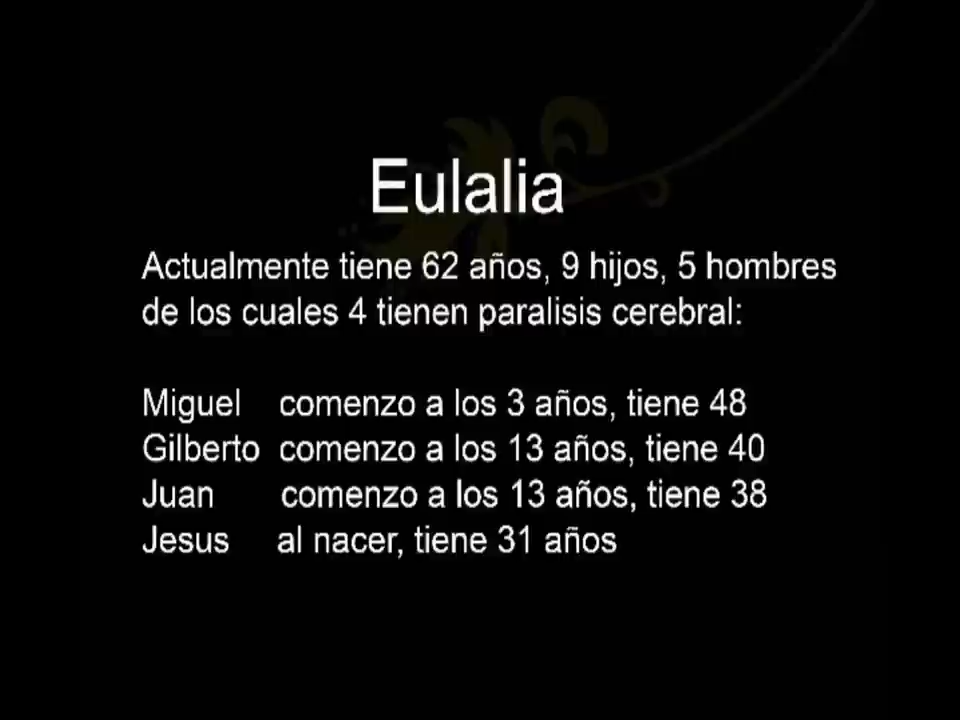 Eulalia
Actualmente tiene 62 años, 9 hijos, 5 hombres
de los cuales 4 tienen paralisis cerebral:
Miguel comenzo a los 3 años, tiene 48
Gilberto comenzo a los 13 años, tiene 40
Juan comenzo a los 13 años, tiene 38
Jesus al nacer, tiene 31 años